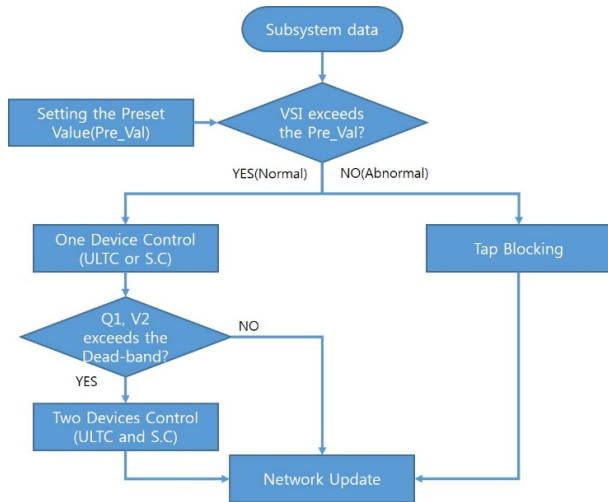 Subsystem data
Setting the Preset
Value(Pre_Val)
VSI exceeds
the Pre_Val?
YES(Normal)
NO(Abnormal)
One Device Control
(ULTC or S.C)
Tap Blocking
Q1, V2
exceeds the
Dead-band?
NO
YES
Two Devices Control
(ULTC and S.C)
Network Update